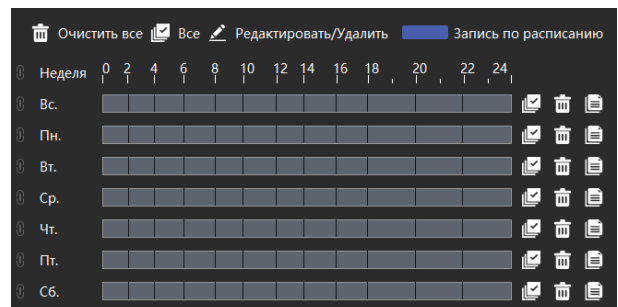 Очистить все Все Редактировать/Удалить Запись по расписанию
Неделя 0 2 4 6 8 10 12 14 16 18 20 22 24
Вс.
Пн.
Вт.
Ср.
Чт.
Пт.
Сб.